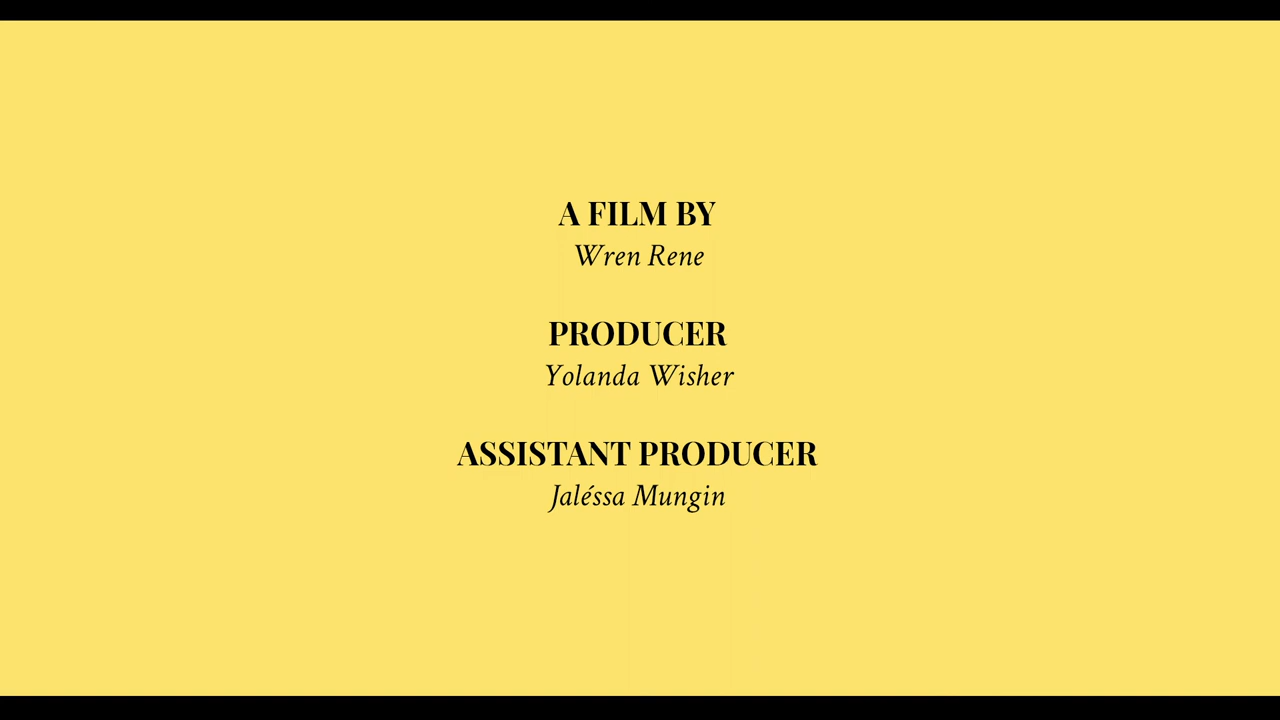 A FILM BY
Wren Rene
PRODUCER
Yolanda Wisher
ASSISTANT PRODUCER
Jaléssa Mungin